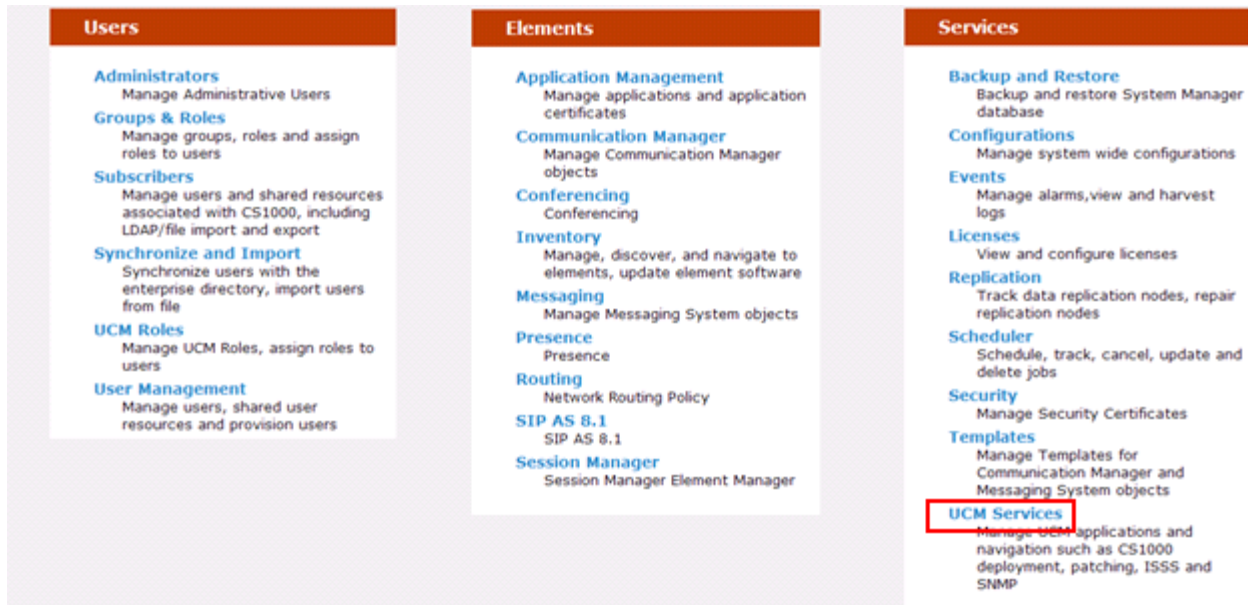 Users
Administrators
Manage Administrative Users
Groups & Roles
Manage groups, roles and assign
roles to users
Subscribers
Manage users and shared resources
associated with CS1000, including
LDAP/file import and export
Synchronize and Import
Synchronize users with the
enterprise directory, import users
from file
UCM Roles
Manage UCM Roles, assign roles to
users
User Management
Manage users, shared user
resources and provision users
Elements
Application Management
Manage applications and application
certificates
Communication Manager
Manage Communication Manager
objects
Conferencing
Conferencing
Inventory
Manage, discover, and navigate to
elements, update element software
Messaging
Manage Messaging System objects
Presence
Presence
Routing
Network Routing Policy
SIP AS 8.1
SIP AS 8.1
Session Manager
Session Manager Element Manager
Services
Backup and Restore
Backup and restore System Manager
database
Configurations
Manage system wide configurations
Events
Manage alarms,view and harvest
logs
Licenses
View and configure licenses
Replication
Track data replication nodes, repair
replication nodes
Scheduler
Schedule, track, cancel, update and
delete jobs
Security
Manage Security Certificates
Templates
Manage Templates for
Communication Manager and
Messaging System objects
UCM Services
Manage UCM applications and
navigation such as CS1000
deployment, patching, ISSS and
SNMP